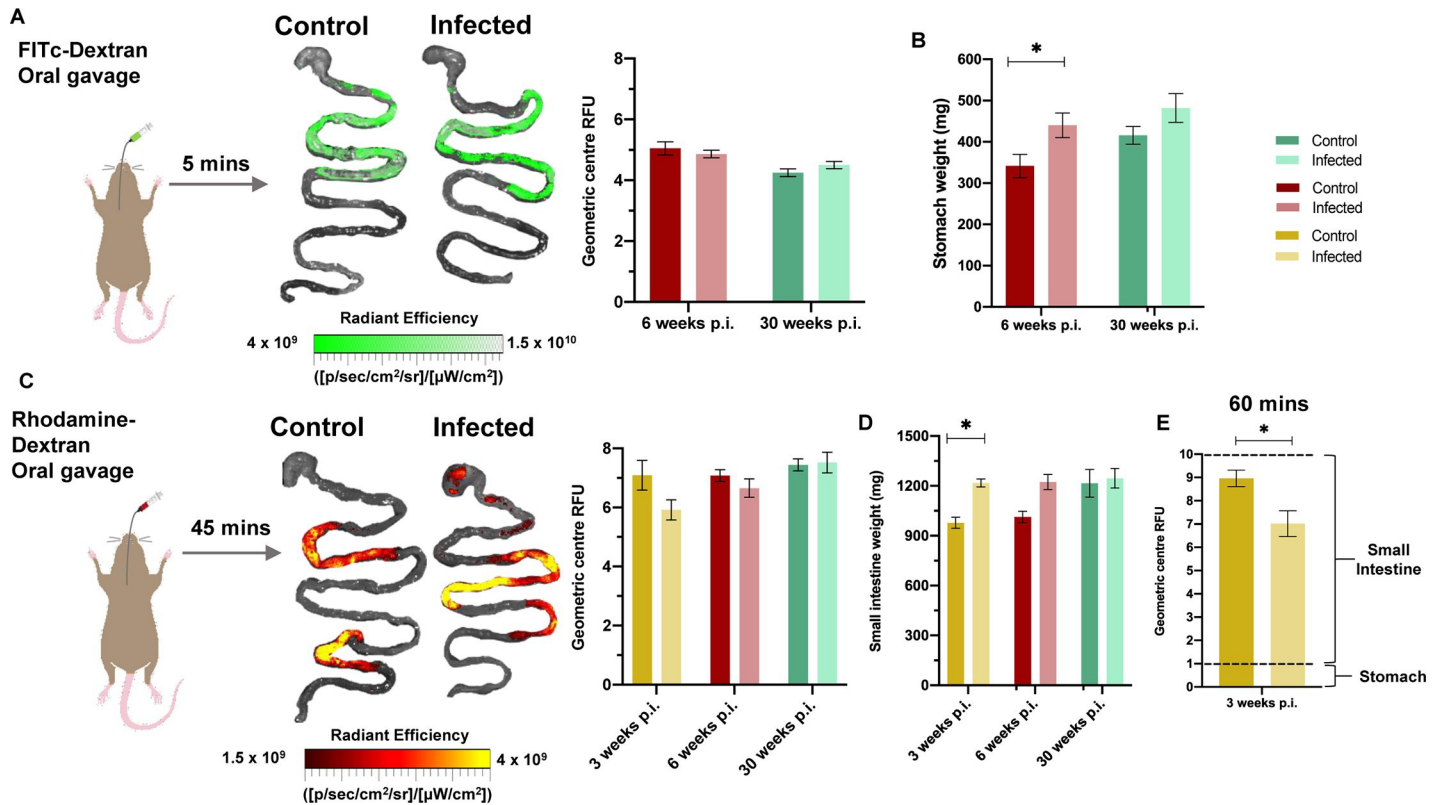 A
FITc-Dextran
Oral gavage
5 mins
Control
Infected
Radiant Efficiency
4 x 10⁹
1.5 x 10¹⁰
([p/sec/cm²/sr]/[µW/cm²])
Geometric centre RFU
8
6
4
2
0
6 weeks p.i.
30 weeks p.i.
B
*
Stomach weight (mg)
600
500
400
300
200
100
0
6 weeks p.i.
30 weeks p.i.
Control
Infected
Control
Infected
Control
Infected
C
Rhodamine-
Dextran
Oral gavage
45 mins
Control
Infected
Radiant Efficiency
1.5 x 10⁹
4 x 10⁹
([p/sec/cm²/sr]/[µW/cm²])
Geometric centre RFU
8
6
4
2
0
3 weeks p.i.
6 weeks p.i.
30 weeks p.i.
D
*
Small intestine weight (mg)
1500
1200
900
600
300
0
3 weeks p.i.
6 weeks p.i.
30 weeks p.i.
E
60 mins
*
Geometric centre RFU
10
9
8
7
6
5
4
3
2
1
0
3 weeks p.i.
Small
Intestine
Stomach